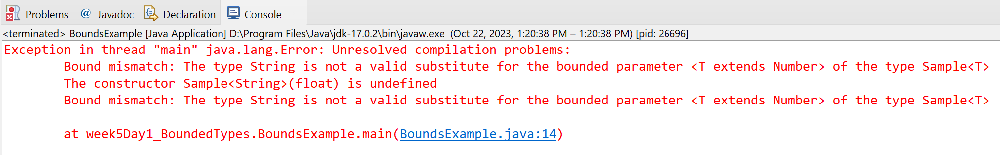 Problems @ Javadoc Declaration Console
<terminated> BoundsExample [Java Application] D:\Program Files\Java\jdk-17.0.2\bin\javaw.exe (Oct 22, 2023, 1:20:38 PM – 1:20:38 PM) [pid: 26696]
Exception in thread "main" java.lang.Error: Unresolved compilation problems:
Bound mismatch: The type String is not a valid substitute for the bounded parameter <T extends Number> of the type Sample<T>
The constructor Sample<String>(float) is undefined
Bound mismatch: The type String is not a valid substitute for the bounded parameter <T extends Number> of the type Sample<T>
at week5Day1_BoundedTypes.BoundsExample.main(BoundsExample.java:14)